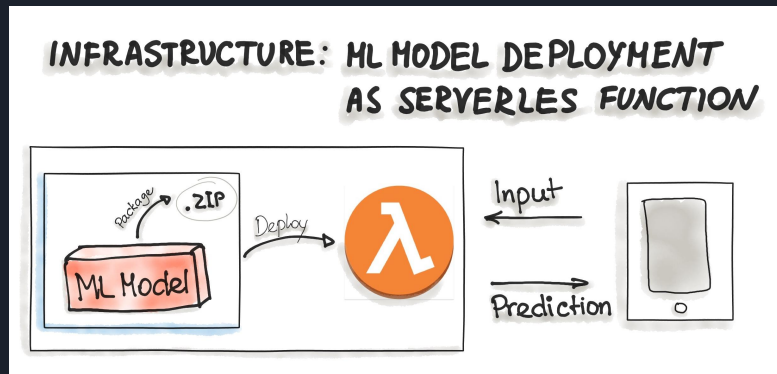 INFRASTRUCTURE: ML MODEL DEPLOYMENT
AS SERVERLES FUNCTION
Package
.ZIP
ML Model
Deploy
λ
Input
Prediction